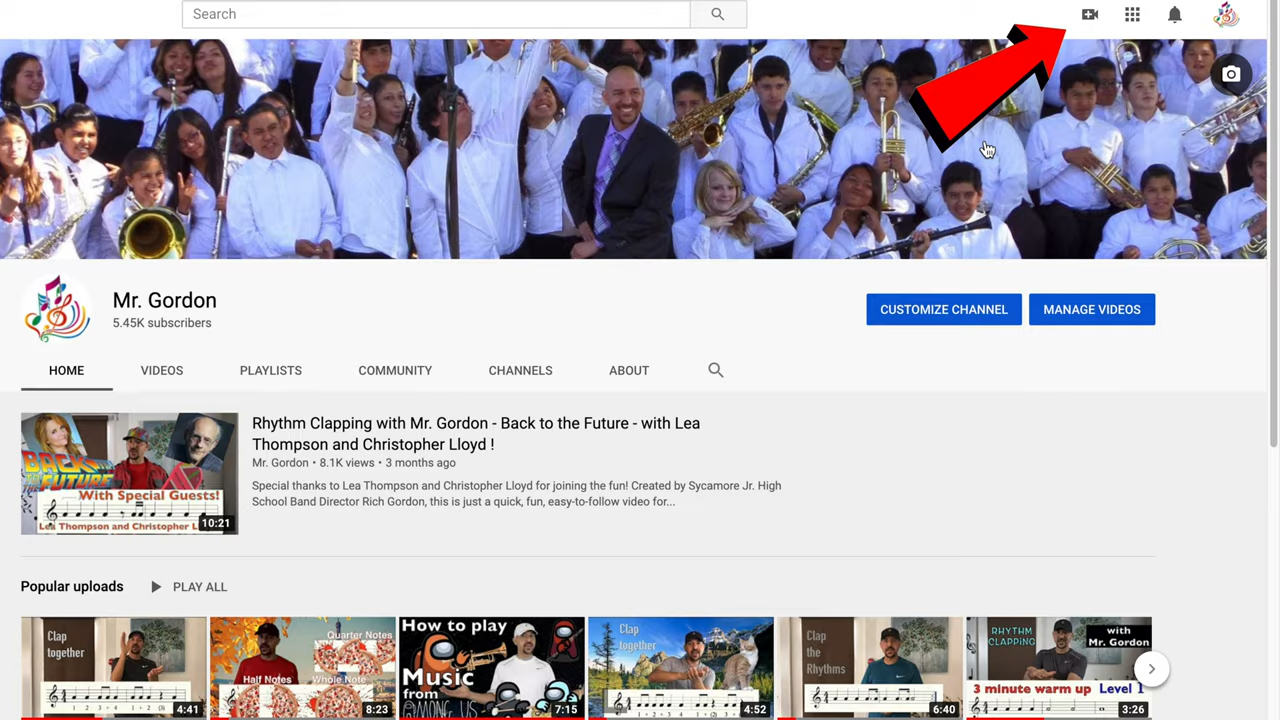 Search
Mr. Gordon
5.45K subscribers
CUSTOMIZE CHANNEL
MANAGE VIDEOS
HOME
VIDEOS
PLAYLISTS
COMMUNITY
CHANNELS
ABOUT
BACK
TO THE
FUTURE
With Special Guests!
Lea Thompson and Christopher
10:21
Rhythm Clapping with Mr. Gordon - Back to the Future - with Lea
Thompson and Christopher Lloyd !
Mr. Gordon • 8.1K views • 3 months ago
Special thanks to Lea Thompson and Christopher Lloyd for joining the fun! Created by Sycamore Jr. High
School Band Director Rich Gordon, this is just a quick, fun, easy-to-follow video for...
Popular uploads
PLAY ALL
Clap
together
4:41
Quarter Notes
Half Notes
Whole Note
8:23
How to play
Music
from
AMONG US
7:15
Clap
together
4:52
Clap
the
Rhythms
6:40
RHYTHM
CLAPPING
with
Mr. Gordon
3 minute warm up Level 1
3:26